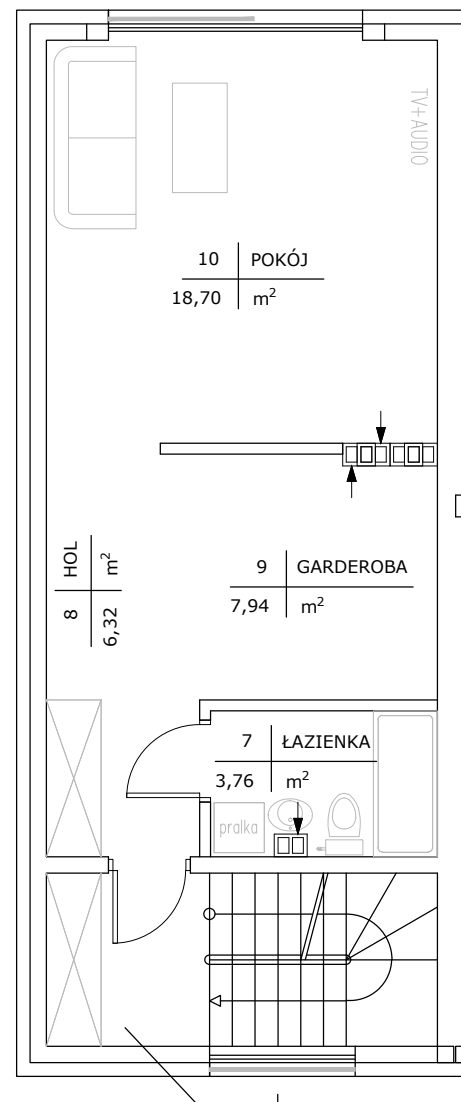 TV+AUDIO
10 POKÓJ
18,70 m²
9 GARDEROBA
7,94 m²
8 HOL
6,32 m²
7 ŁAZIENKA
3,76 m²
pralka